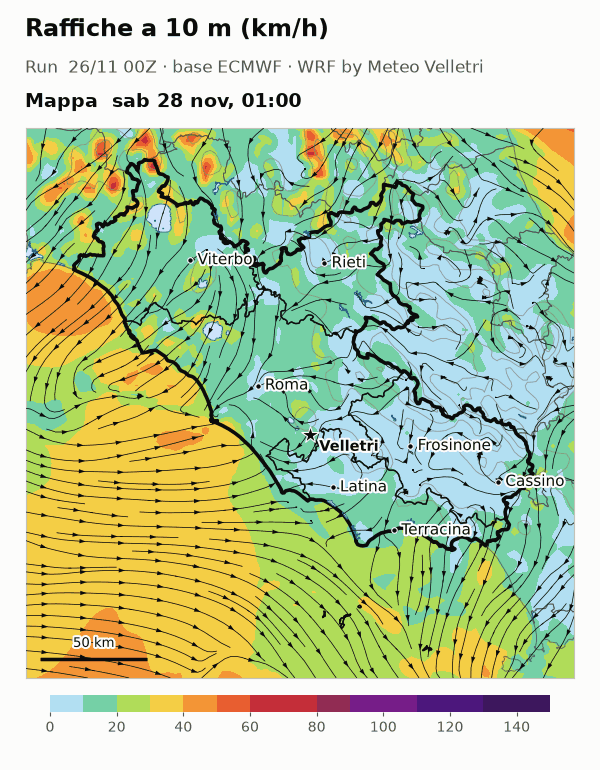 Raffiche a 10 m (km/h)
Run 26/11 00Z · base ECMWF · WRF by Meteo Velletri
Mappa sab 28 nov, 01:00
Viterbo
Rieti
Roma
Velletri
Frosinone
Cassino
Latina
Terracina
50 km
0 20 40 60 80 100 120 140